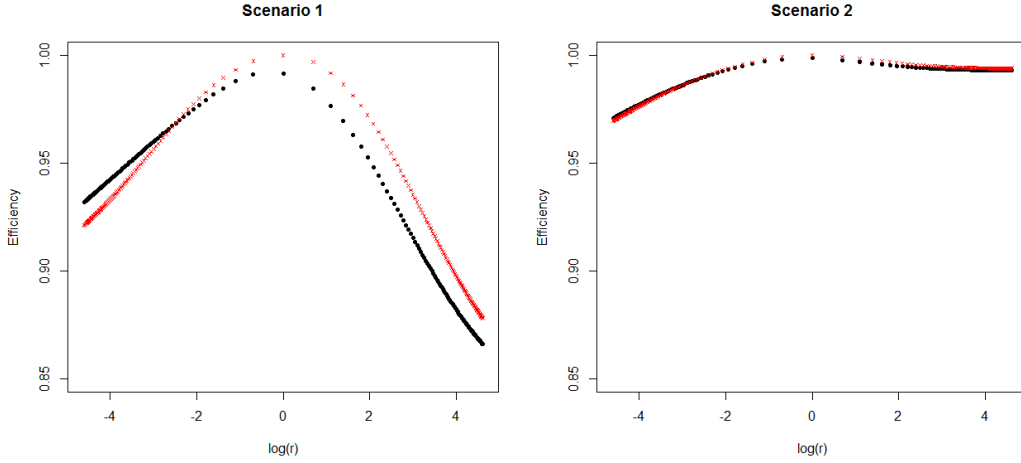 Scenario 1
Efficiency
1.00
0.95
0.90
0.85
-4 -2 0 2 4
log(r)
Scenario 2
Efficiency
1.00
0.95
0.90
0.85
-4 -2 0 2 4
log(r)